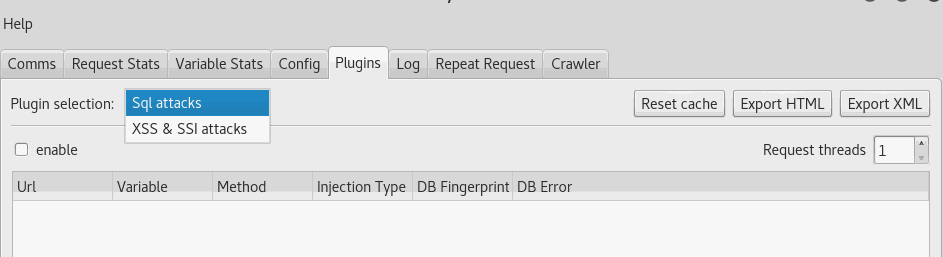 Help
Comms Request Stats Variable Stats Config Plugins Log Repeat Request Crawler
Plugin selection: Sql attacks Reset cache Export HTML Export XML
XSS & SSI attacks
enable Request threads 1
Url Variable Method Injection Type DB Fingerprint DB Error